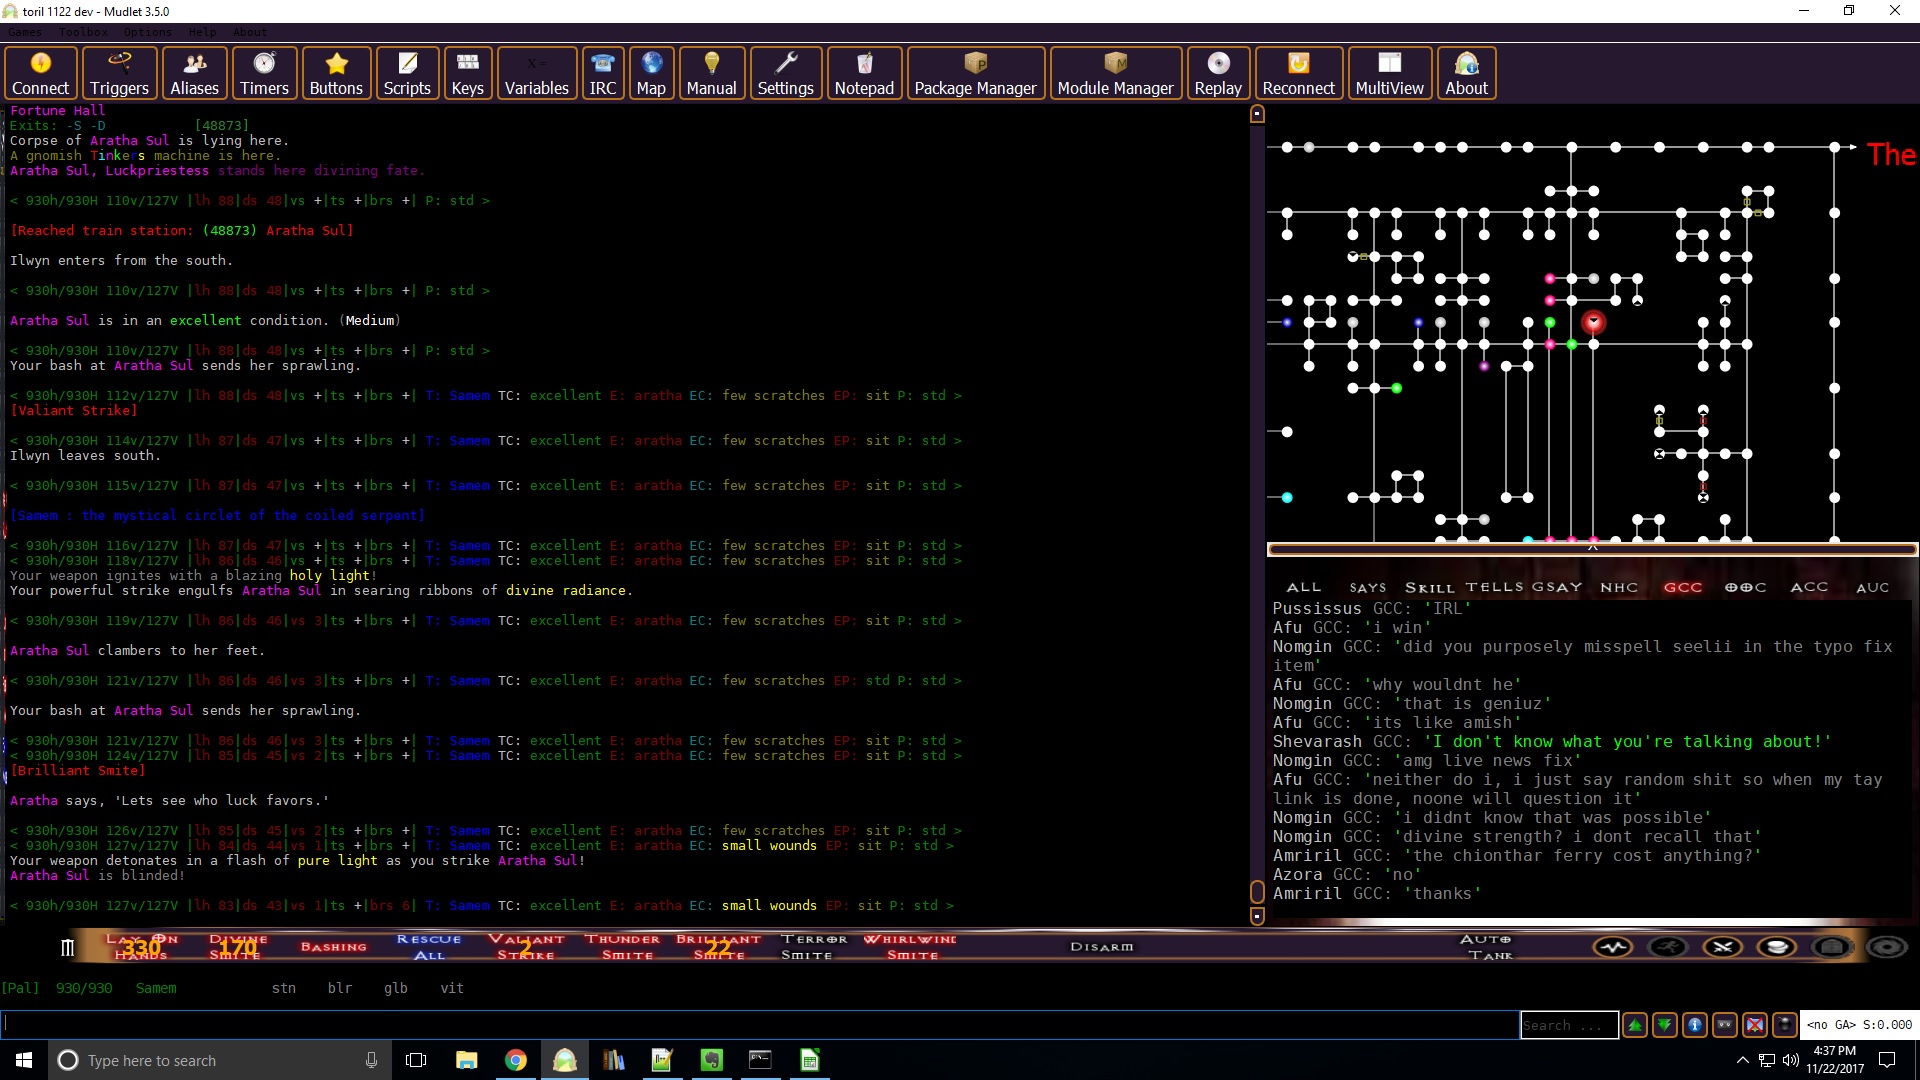 toril 1122 dev - Mudlet 3.5.0
Games Toolbox Options Help About
Connect Triggers Aliases Timers Buttons Scripts Keys Variables IRC Map Manual Settings Notepad Package Manager Module Manager Replay Reconnect MultiView About
Fortune Hall
Exits: -S -D [48873]
Corpse of Aratha Sul is lying here.
A gnomish Tinkers machine is here.
Aratha Sul, Luckpriestess stands here divining fate.
< 930h/930H 110v/127V |lh 88|ds 48|vs +|ts +|brs +| P: std >
[Reached train station: (48873) Aratha Sul]
Ilwyn enters from the south.
< 930h/930H 110v/127V |lh 88|ds 48|vs +|ts +|brs +| P: std >
Aratha Sul is in an excellent condition. (Medium)
< 930h/930H 110v/127V |lh 88|ds 48|vs +|ts +|brs +| P: std >
Your bash at Aratha Sul sends her sprawling.
< 930h/930H 112v/127V |lh 88|ds 48|vs +|ts +|brs +| T: Samem TC: excellent E: aratha EC: few scratches EP: sit P: std >
[Valiant Strike]
< 930h/930H 114v/127V |lh 87|ds 47|vs +|ts +|brs +| T: Samem TC: excellent E: aratha EC: few scratches EP: sit P: std >
Ilwyn leaves south.
< 930h/930H 115v/127V |lh 87|ds 47|vs +|ts +|brs +| T: Samem TC: excellent E: aratha EC: few scratches EP: sit P: std >
[Samem : the mystical circlet of the coiled serpent]
< 930h/930H 116v/127V |lh 87|ds 47|vs +|ts +|brs +| T: Samem TC: excellent E: aratha EC: few scratches EP: sit P: std >
< 930h/930H 118v/127V |lh 86|ds 46|vs +|ts +|brs +| T: Samem TC: excellent E: aratha EC: few scratches EP: sit P: std >
Your weapon ignites with a blazing holy light!
Your powerful strike engulfs Aratha Sul in searing ribbons of divine radiance.
< 930h/930H 119v/127V |lh 86|ds 46|vs 3|ts +|brs +| T: Samem TC: excellent E: aratha EC: few scratches EP: sit P: std >
Aratha Sul clambers to her feet.
< 930h/930H 121v/127V |lh 86|ds 46|vs 3|ts +|brs +| T: Samem TC: excellent E: aratha EC: few scratches EP: std P: std >
Your bash at Aratha Sul sends her sprawling.
< 930h/930H 121v/127V |lh 86|ds 46|vs 3|ts +|brs +| T: Samem TC: excellent E: aratha EC: few scratches EP: sit P: std >
< 930h/930H 124v/127V |lh 85|ds 45|vs 2|ts +|brs +| T: Samem TC: excellent E: aratha EC: few scratches EP: sit P: std >
[Brilliant Smite]
Aratha says, 'Lets see who luck favors.'
< 930h/930H 126v/127V |lh 85|ds 45|vs 2|ts +|brs +| T: Samem TC: excellent E: aratha EC: few scratches EP: sit P: std >
< 930h/930H 127v/127V |lh 84|ds 44|vs 1|ts +|brs +| T: Samem TC: excellent E: aratha EC: small wounds EP: sit P: std >
Your weapon detonates in a flash of pure light as you strike Aratha Sul!
Aratha Sul is blinded!
< 930h/930H 127v/127V |lh 83|ds 43|vs 1|ts +|brs 6| T: Samem TC: excellent E: aratha EC: small wounds EP: sit P: std >
The
ALL SAYS SKILL TELLS GSAY NHC GCC OOC ACC AUC
Pussissus GCC: 'IRL'
Afu GCC: 'i win'
Nomgin GCC: 'did you purposely misspell seelii in the typo fix
item'
Afu GCC: 'why wouldnt he'
Nomgin GCC: 'that is geniuz'
Afu GCC: 'its like amish'
Shevarash GCC: 'I don't know what you're talking about!'
Nomgin GCC: 'amg live news fix'
Afu GCC: 'neither do i, i just say random shit so when my tay
link is done, noone will question it'
Nomgin GCC: 'i didnt know that was possible'
Nomgin GCC: 'divine strength? i dont recall that'
Amriril GCC: 'the chionthar ferry cost anything?'
Azora GCC: 'no'
Amriril GCC: 'thanks'
LAY ON HANDS 330
DIVINE SMITE 170
BASHING
RESCUE ALL
VALIANT STRIKE 2
THUNDER SMITE
BRILLIANT SMITE 22
TERROR SMITE
WHIRLWIND SMITE
DISARM
AUTO TANK
[Pal] 930/930 Samem stn blr glb vit
Search ...
<no GA> S:0.000
Type here to search
4:37 PM
11/22/2017